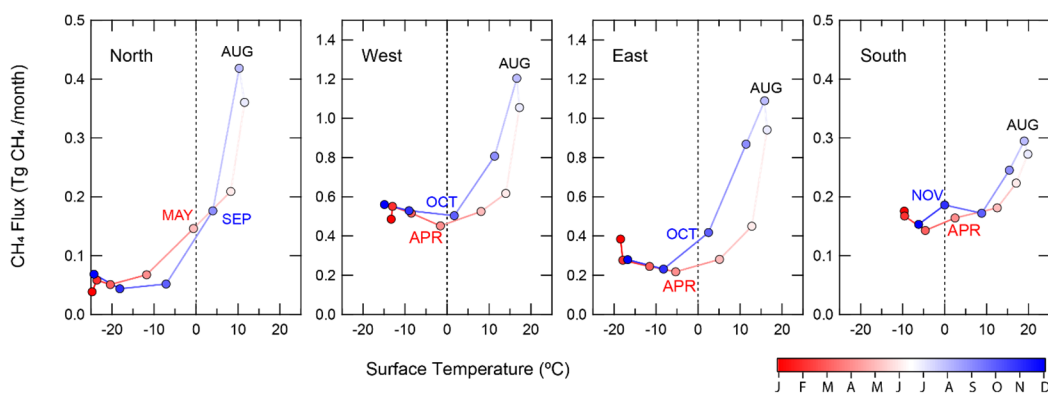 CH₄ Flux (Tg CH₄ /month)
0.5
0.4
0.3
0.2
0.1
0.0
North
AUG
MAY
SEP
-20 -10 0 10 20
1.4
1.2
1.0
0.8
0.6
0.4
0.2
0.0
West
AUG
OCT
APR
-20 -10 0 10 20
1.4
1.2
1.0
0.8
0.6
0.4
0.2
0.0
East
AUG
OCT
APR
-20 -10 0 10 20
0.5
0.4
0.3
0.2
0.1
0.0
South
AUG
NOV
APR
-20 -10 0 10 20
Surface Temperature (ºC)
J F M A M J J A S O N D